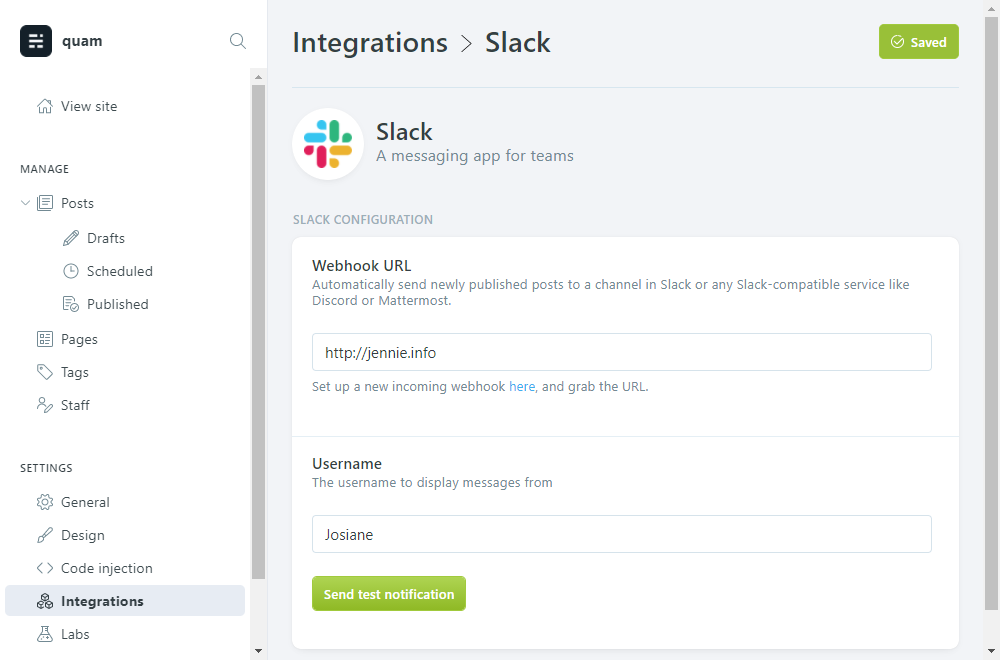 quam
View site
MANAGE
Posts
Drafts
Scheduled
Published
Pages
Tags
Staff
SETTINGS
General
Design
Code injection
Integrations
Labs
Integrations > Slack
Saved
Slack
A messaging app for teams
SLACK CONFIGURATION
Webhook URL
Automatically send newly published posts to a channel in Slack or any Slack-compatible service like
Discord or Mattermost.
http://jennie.info
Set up a new incoming webhook here, and grab the URL.
Username
The username to display messages from
Josiane
Send test notification